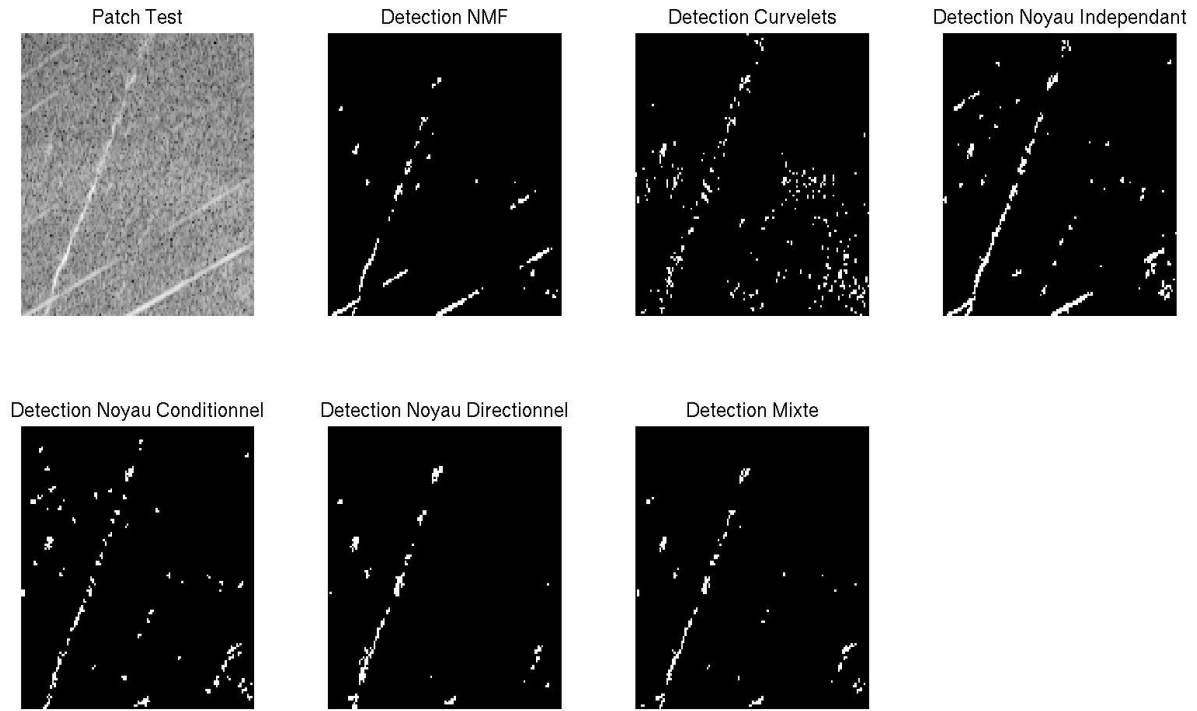 Patch Test
Detection NMF
Detection Curvelets
Detection Noyau Independant
Detection Noyau Conditionnel
Detection Noyau Directionnel
Detection Mixte